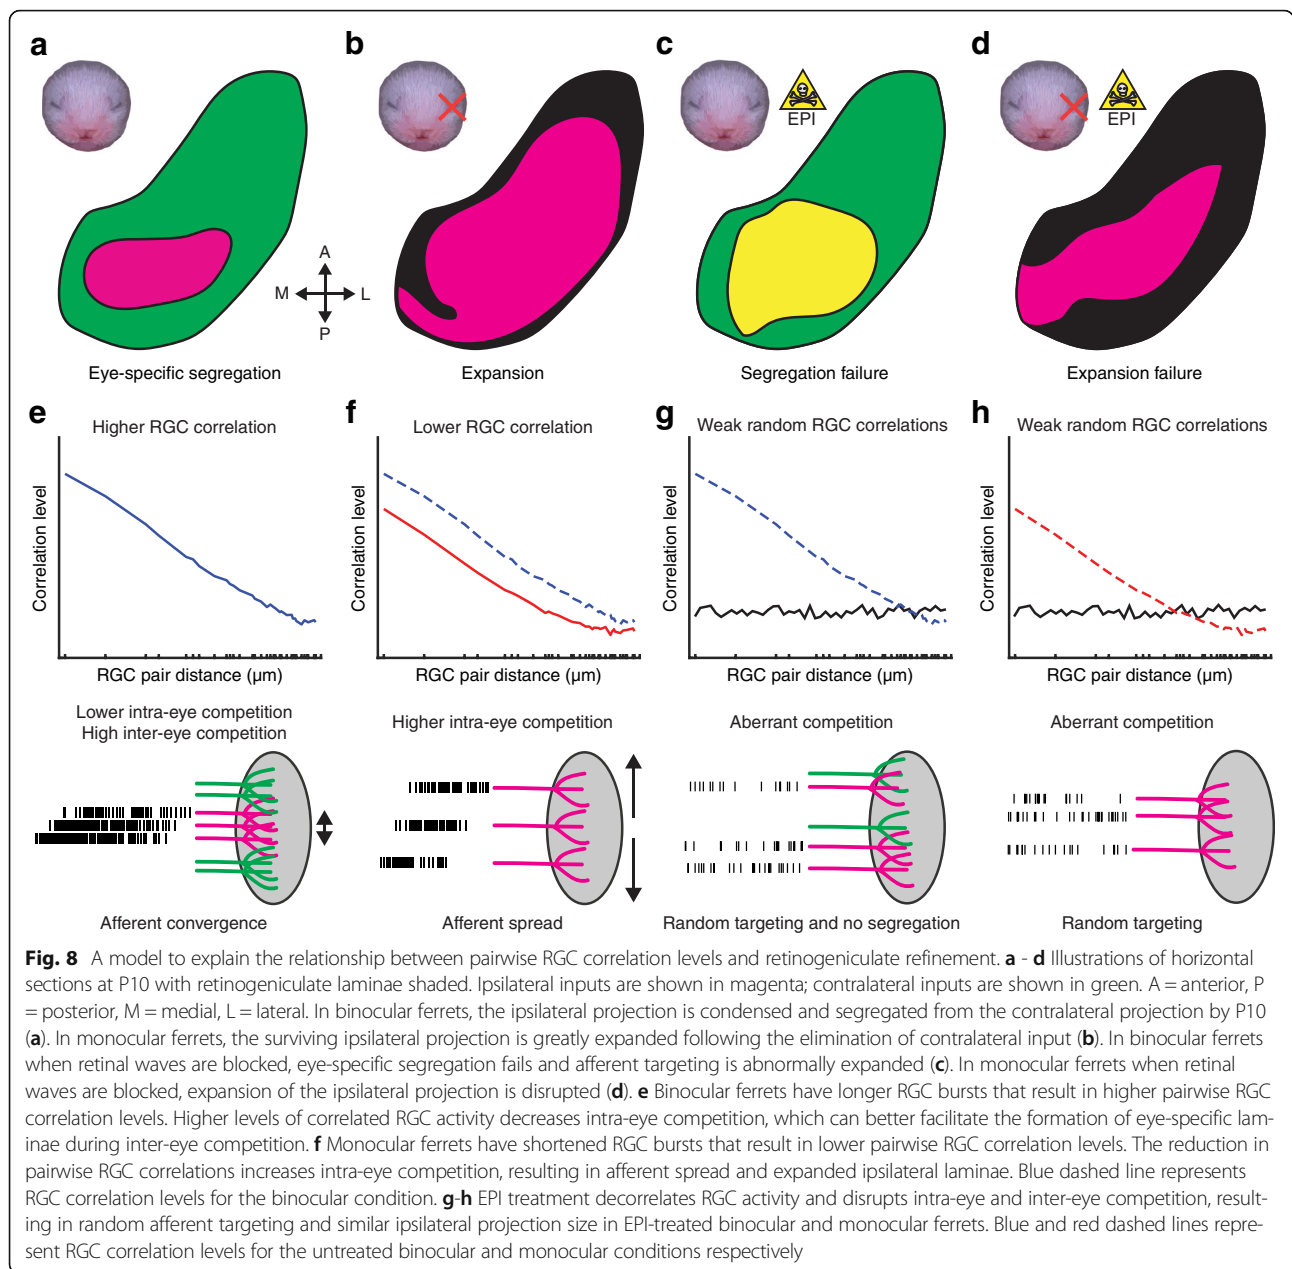 a
b
c
d
EPI
EPI
A
M
L
P
Eye-specific segregation
Expansion
Segregation failure
Expansion failure
e
f
g
h
Higher RGC correlation
Lower RGC correlation
Weak random RGC correlations
Weak random RGC correlations
Correlation level
Correlation level
Correlation level
Correlation level
RGC pair distance (µm)
RGC pair distance (µm)
RGC pair distance (µm)
RGC pair distance (µm)
Lower intra-eye competition
High inter-eye competition
Higher intra-eye competition
Aberrant competition
Aberrant competition
Afferent convergence
Afferent spread
Random targeting and no segregation
Random targeting
Fig. 8 A model to explain the relationship between pairwise RGC correlation levels and retinogeniculate refinement. a - d Illustrations of horizontal
sections at P10 with retinogeniculate laminae shaded. Ipsilateral inputs are shown in magenta; contralateral inputs are shown in green. A = anterior, P
= posterior, M = medial, L = lateral. In binocular ferrets, the ipsilateral projection is condensed and segregated from the contralateral projection by P10
(a). In monocular ferrets, the surviving ipsilateral projection is greatly expanded following the elimination of contralateral input (b). In binocular ferrets
when retinal waves are blocked, eye-specific segregation fails and afferent targeting is abnormally expanded (c). In monocular ferrets when retinal
waves are blocked, expansion of the ipsilateral projection is disrupted (d). e Binocular ferrets have longer RGC bursts that result in higher pairwise RGC
correlation levels. Higher levels of correlated RGC activity decreases intra-eye competition, which can better facilitate the formation of eye-specific lam-
inae during inter-eye competition. f Monocular ferrets have shortened RGC bursts that result in lower pairwise RGC correlation levels. The reduction in
pairwise RGC correlations increases intra-eye competition, resulting in afferent spread and expanded ipsilateral laminae. Blue dashed line represents
RGC correlation levels for the binocular condition. g-h EPI treatment decorrelates RGC activity and disrupts intra-eye and inter-eye competition, result-
ing in random afferent targeting and similar ipsilateral projection size in EPI-treated binocular and monocular ferrets. Blue and red dashed lines repre-
sent RGC correlation levels for the untreated binocular and monocular conditions respectively